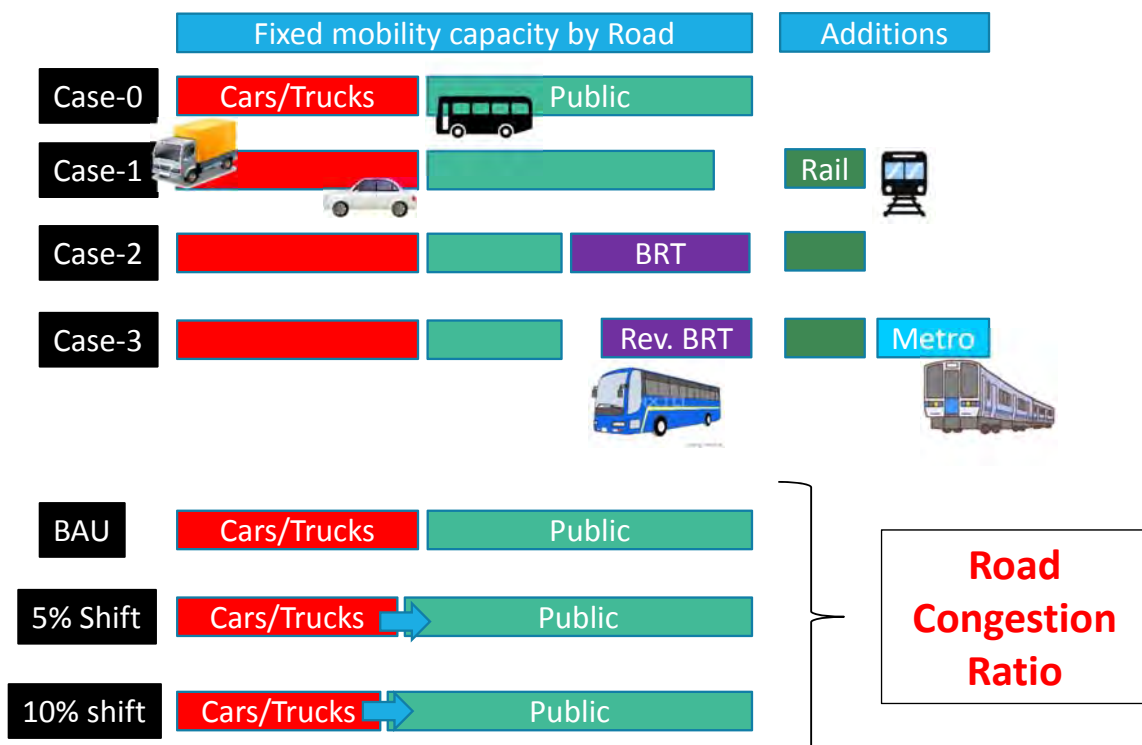 Fixed mobility capacity by Road
Additions
Case-0
Cars/Trucks
Public
Case-1
Rail
Case-2
BRT
Case-3
Rev. BRT
Metro
BAU
Cars/Trucks
Public
5% Shift
Cars/Trucks
Public
10% shift
Cars/Trucks
Public
Road
Congestion
Ratio